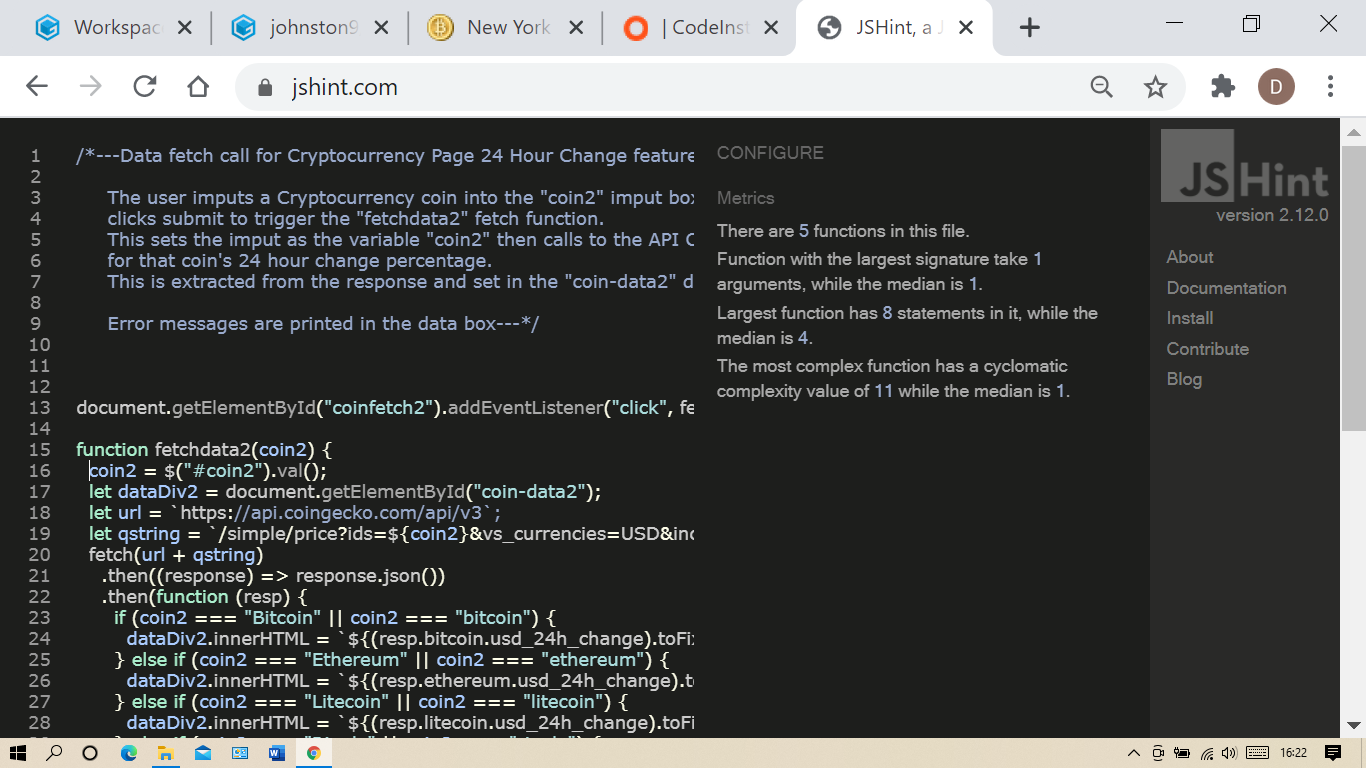 Workspac
johnston9
New York
| CodeInst
JSHint, a J
jshint.com
D
1 /*---Data fetch call for Cryptocurrency Page 24 Hour Change feature
2
3 The user imputs a Cryptocurrency coin into the "coin2" imput box
4 clicks submit to trigger the "fetchdata2" fetch function.
5 This sets the imput as the variable "coin2" then calls to the API C
6 for that coin's 24 hour change percentage.
7 This is extracted from the response and set in the "coin-data2" d
8
9 Error messages are printed in the data box---*/
10
11
12
13 document.getElementById("coinfetch2").addEventListener("click", fe
14
15 function fetchdata2(coin2) {
16 coin2 = $("#coin2").val();
17 let dataDiv2 = document.getElementById("coin-data2");
18 let url = `https://api.coingecko.com/api/v3`;
19 let qstring = `/simple/price?ids=${coin2}&vs_currencies=USD&inc
20 fetch(url + qstring)
21 .then((response) => response.json())
22 .then(function (resp) {
23 if (coin2 === "Bitcoin" || coin2 === "bitcoin") {
24 dataDiv2.innerHTML = `${(resp.bitcoin.usd_24h_change).toFix
25 } else if (coin2 === "Ethereum" || coin2 === "ethereum") {
26 dataDiv2.innerHTML = `${(resp.ethereum.usd_24h_change).t
27 } else if (coin2 === "Litecoin" || coin2 === "litecoin") {
28 dataDiv2.innerHTML = `${(resp.litecoin.usd_24h_change).toFi
CONFIGURE
Metrics
There are 5 functions in this file.
Function with the largest signature take 1
arguments, while the median is 1.
Largest function has 8 statements in it, while the
median is 4.
The most complex function has a cyclomatic
complexity value of 11 while the median is 1.
JSHint
version 2.12.0
About
Documentation
Install
Contribute
Blog
16:22